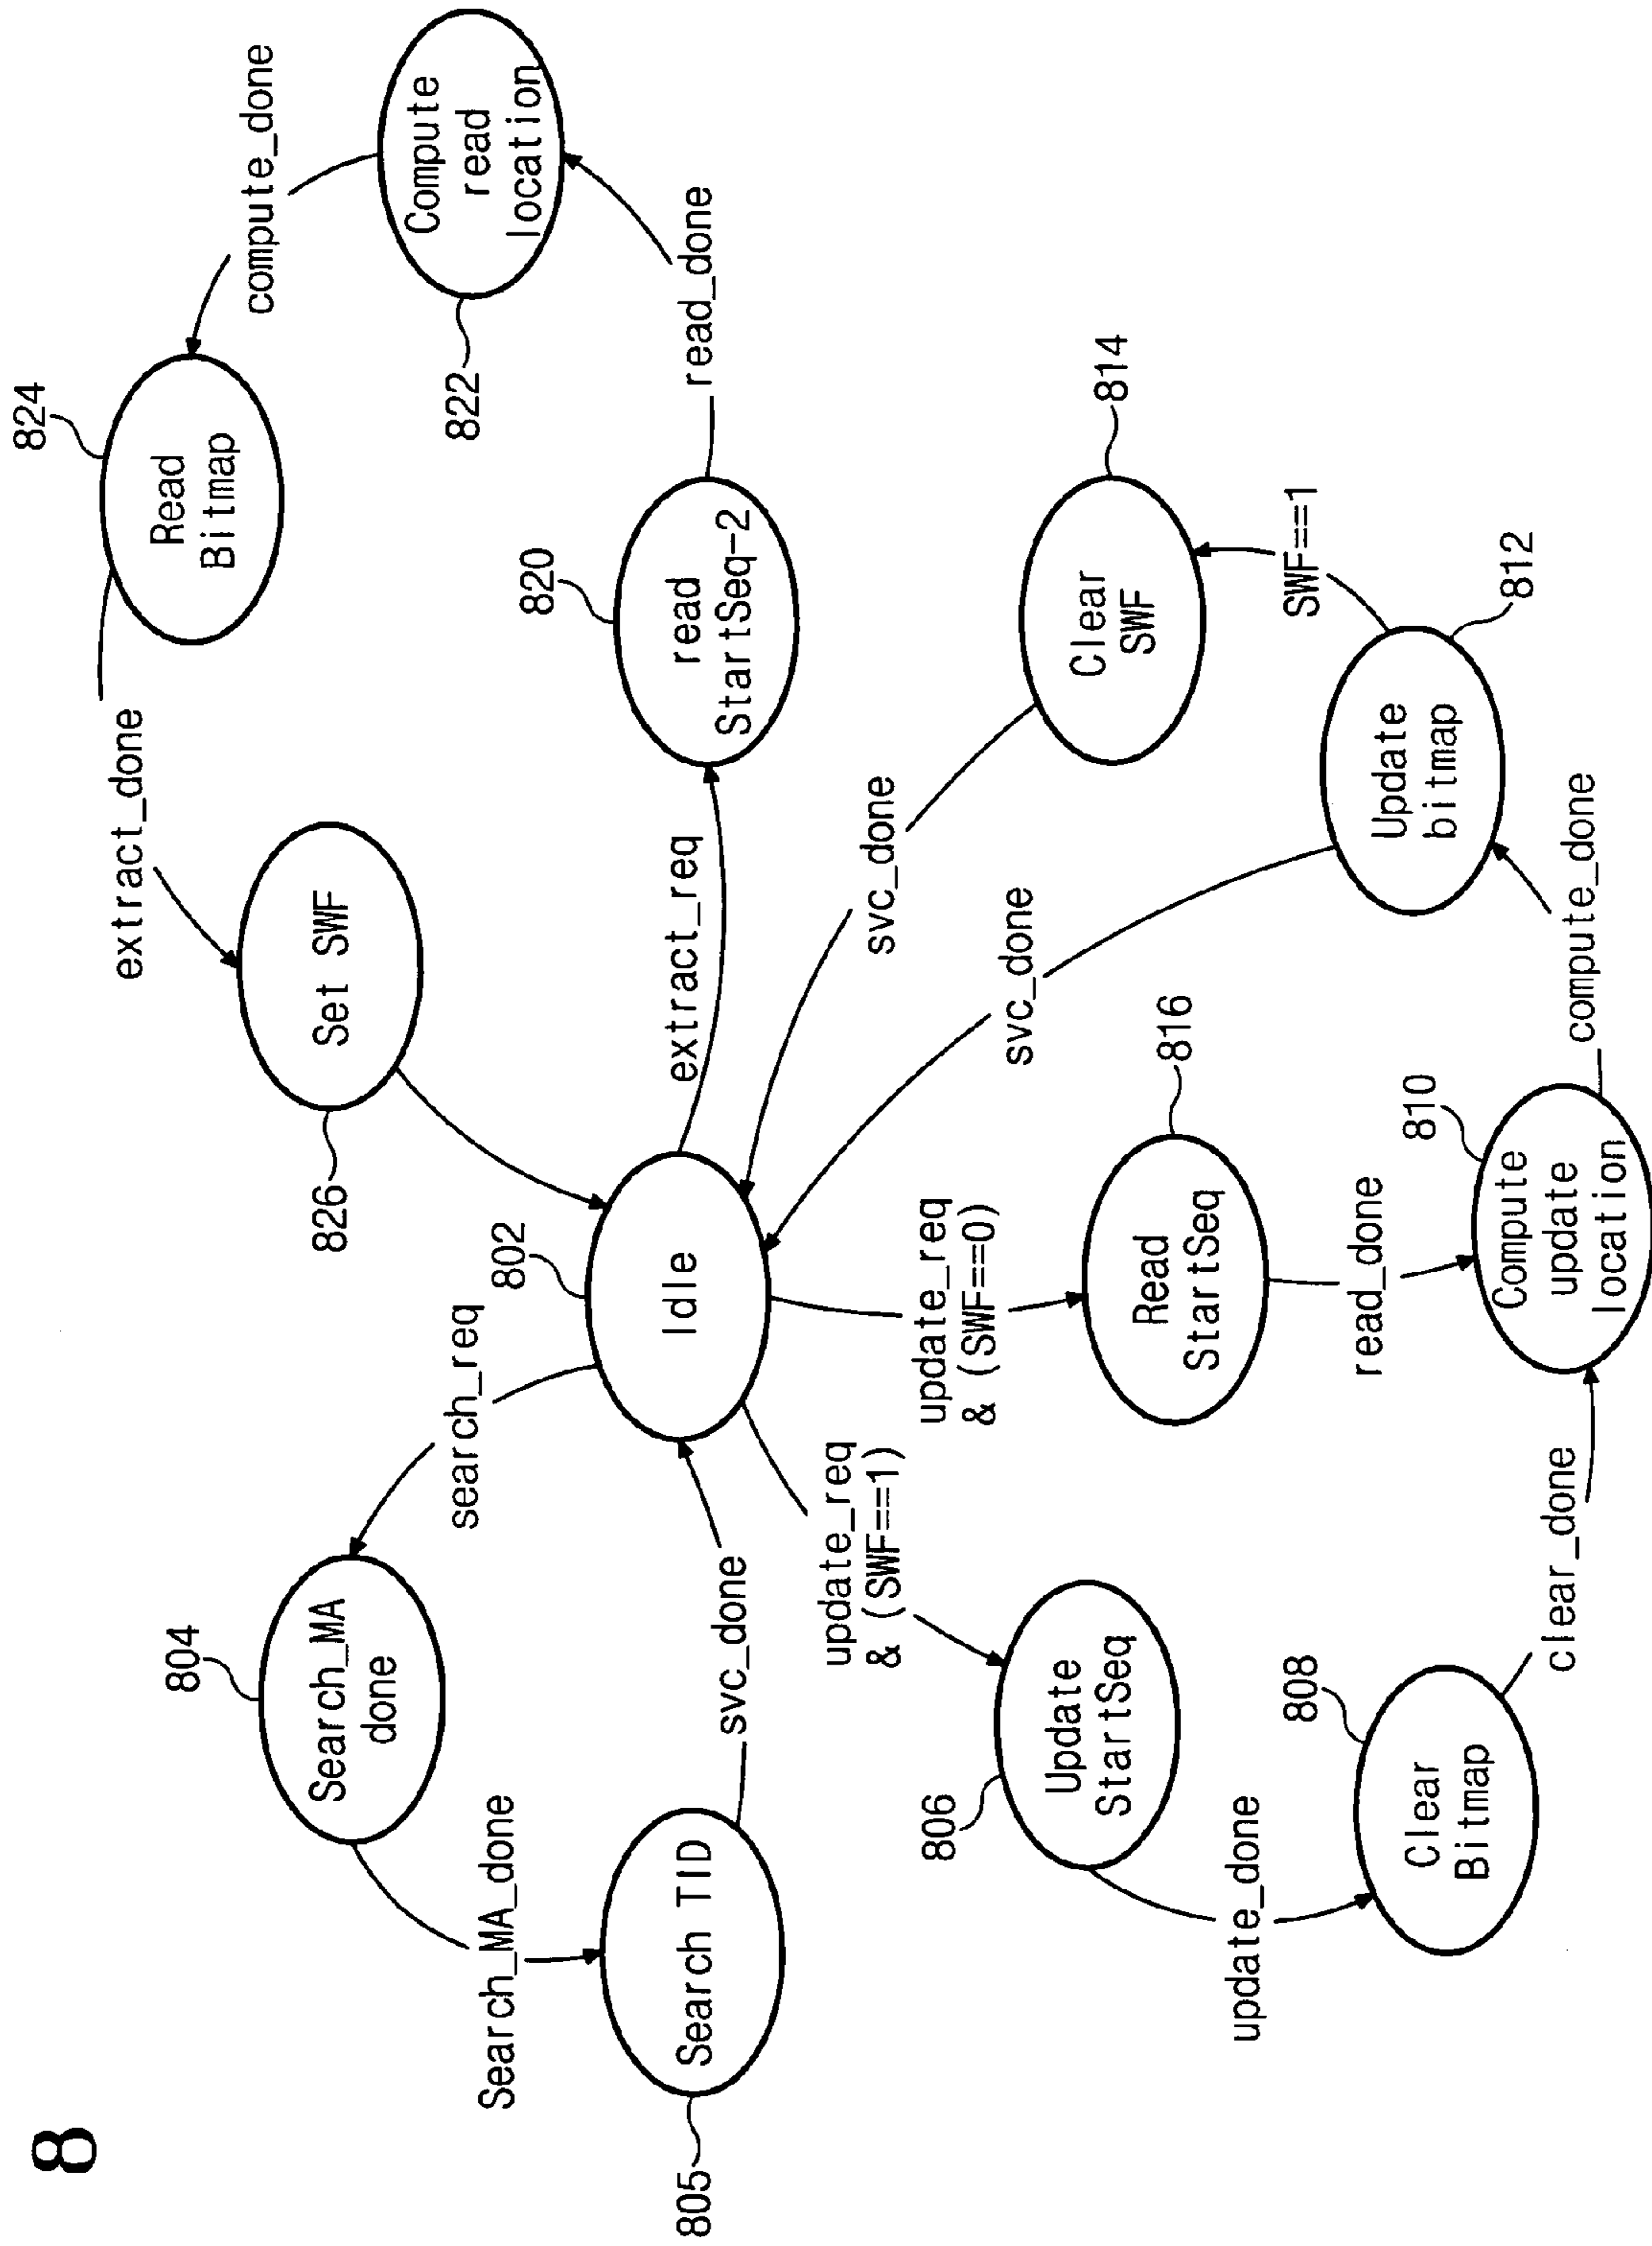 8
804
Search_MA
done
search_req
Search_MA_done
805
Search TID
svc_done
802
Idle
826
Set SWF
extract_done
824
Read
Bitmap
compute_done
822
Compute
read
location
read_done
820
read
StartSeq-2
extract_req
svc_done
814
Clear
SWF
SWF==1
812
Update
bitmap
svc_done
compute_done
810
Compute
update
location
816
Read
StartSeq
read_done
update_req
& (SWF==0)
update_req
& (SWF==1)
806
Update
StartSeq
update_done
808
Clear
Bitmap
clear_done